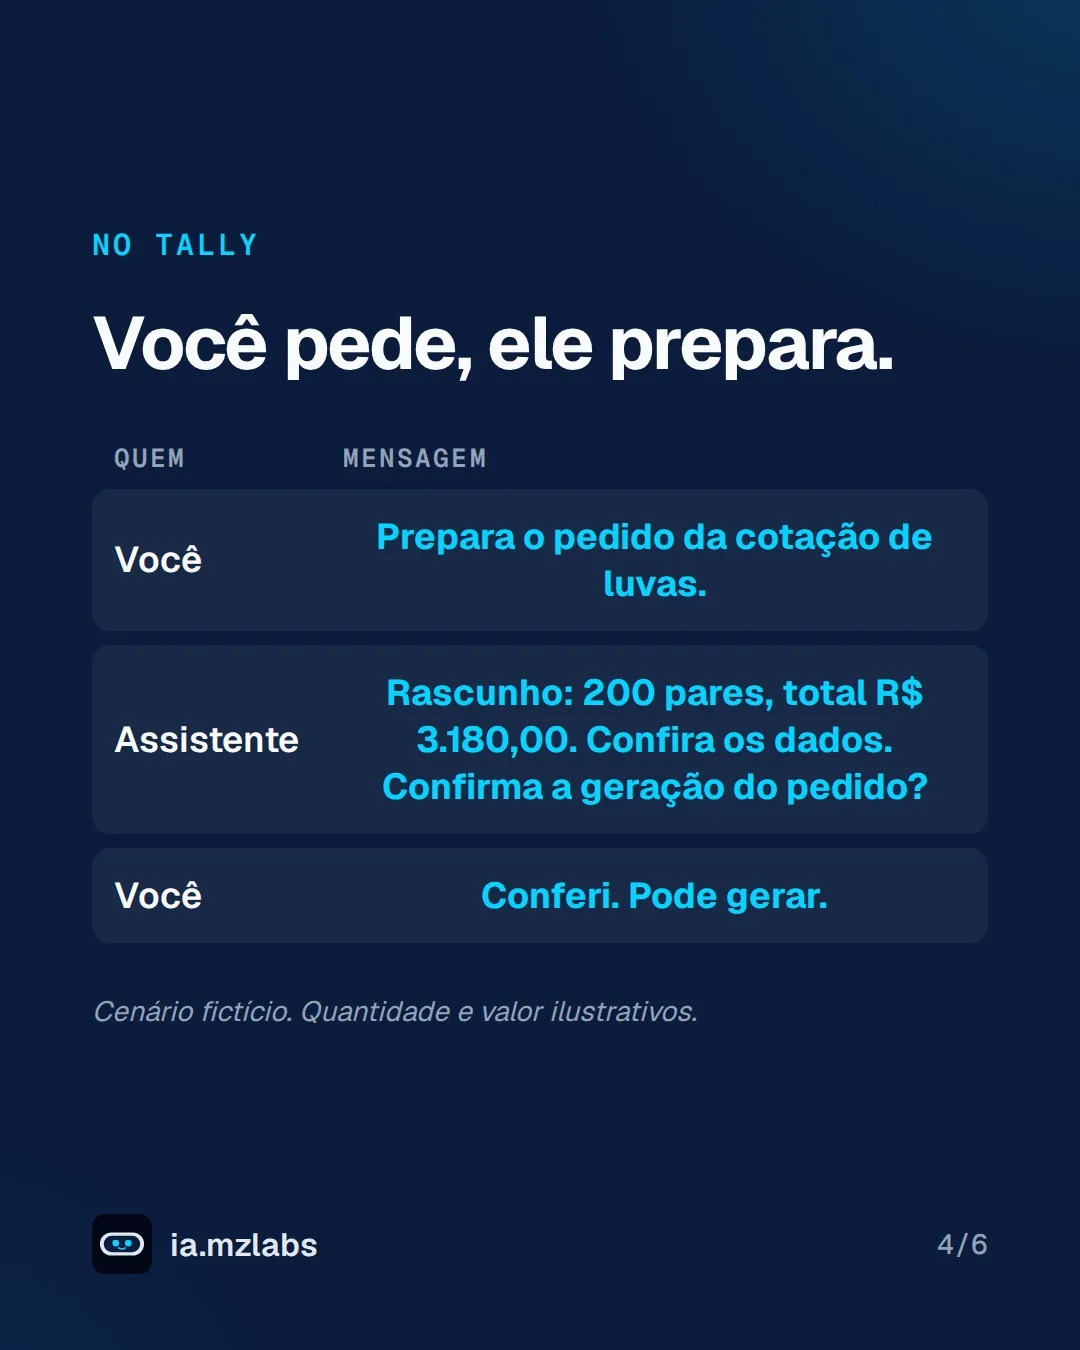 NO TALLY
Você pede, ele prepara.
QUEM MENSAGEM
Você
Prepara o pedido da cotação de
luvas.
Assistente
Rascunho: 200 pares, total R$
3.180,00. Confira os dados.
Confirma a geração do pedido?
Você
Conferi. Pode gerar.
Cenário fictício. Quantidade e valor ilustrativos.
ia.mzlabs
4/6